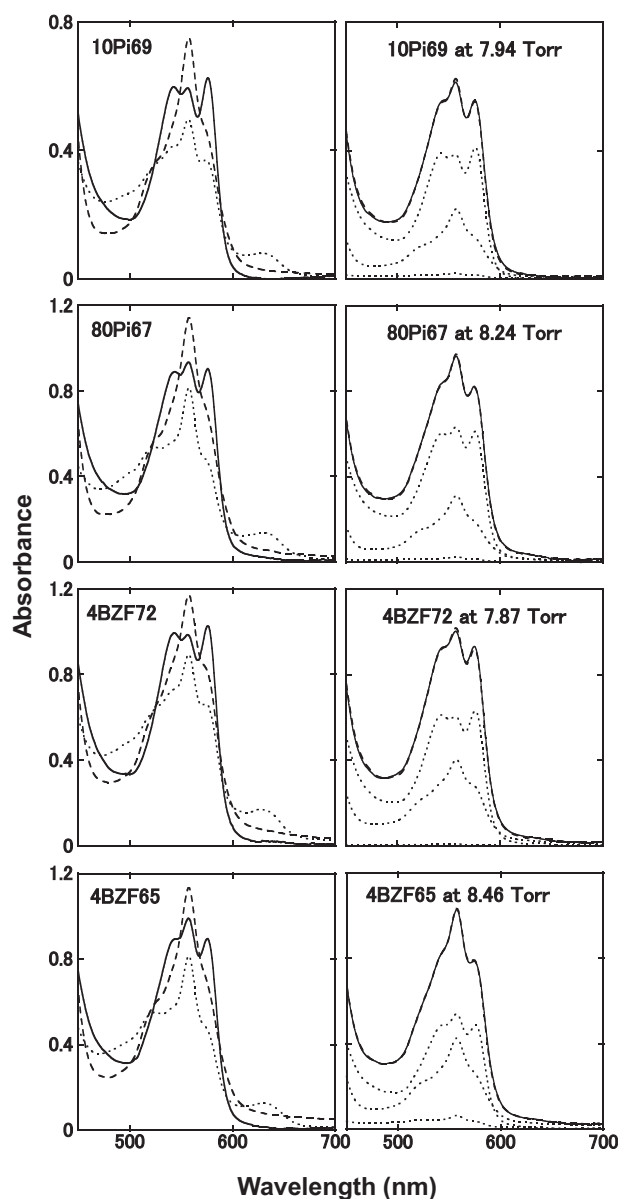 0.8
10Pi69
10Pi69 at 7.94 Torr
0.4
0
1.2
80Pi67
80Pi67 at 8.24 Torr
0.8
0.4
0
1.2
4BZF72
4BZF72 at 7.87 Torr
0.8
0.4
0
1.2
4BZF65
4BZF65 at 8.46 Torr
0.8
0.4
0
500 600 700 500 600 700
Absorbance
Wavelength (nm)